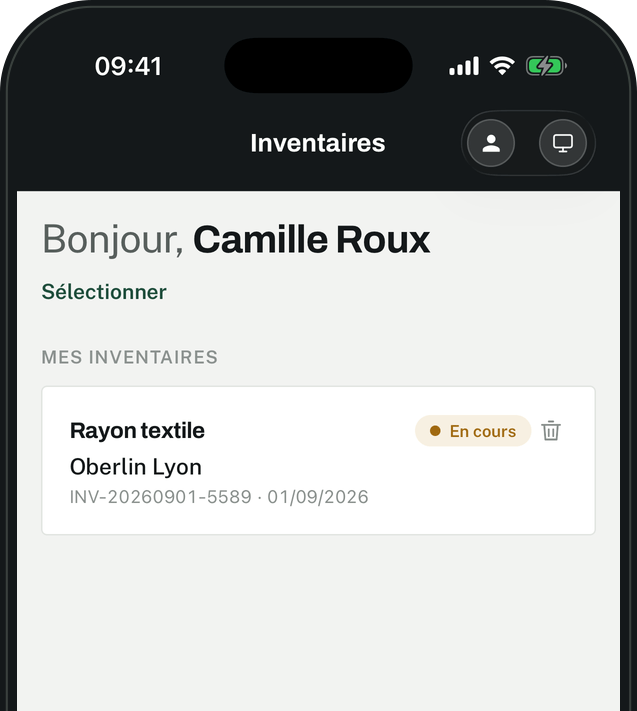 09:41
Inventaires
Bonjour, Camille Roux
Sélectionner
MES INVENTAIRES
Rayon textile
En cours
Oberlin Lyon
INV-20260901-5589 · 01/09/2026